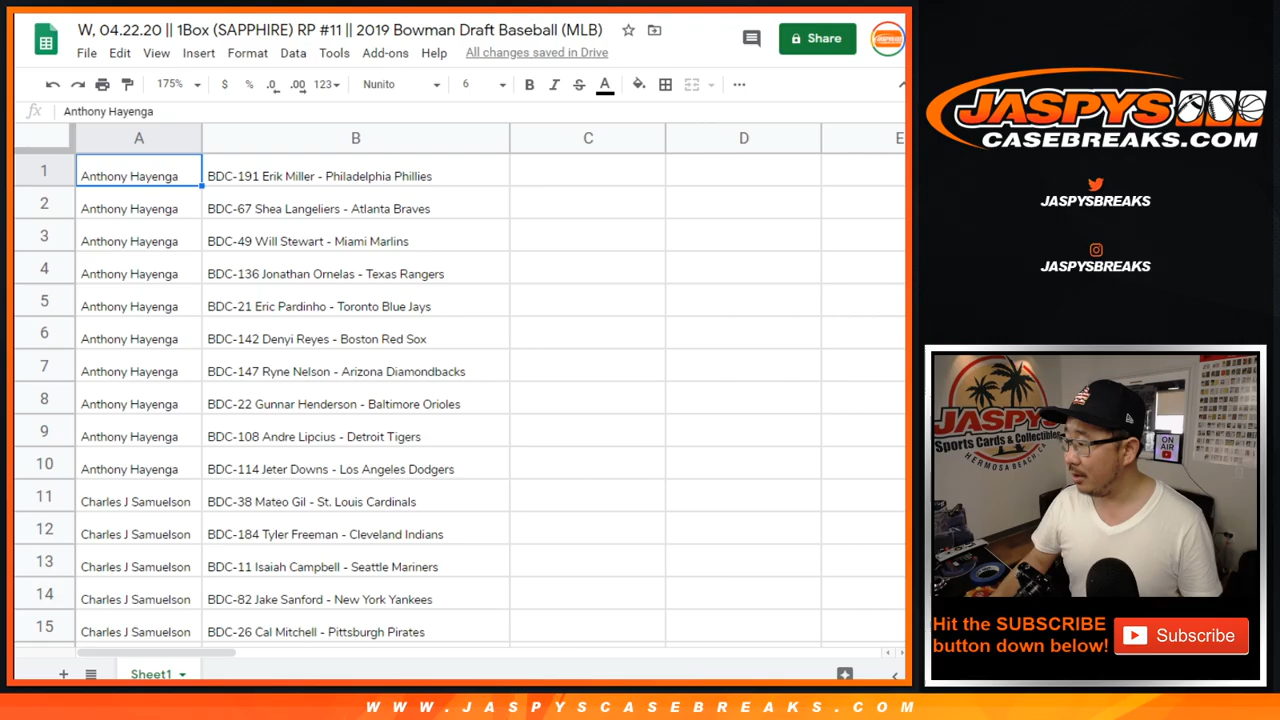 W, 04.22.20 || 1Box (SAPPHIRE) RP #11 || 2019 Bowman Draft Baseball (MLB)
File Edit View Insert Format Data Tools Add-ons Help All changes saved in Drive
Share
175% $ % .0 .00 123 Nunito 6 B I S A
fx Anthony Hayenga
A B C D E
1 Anthony Hayenga BDC-191 Erik Miller - Philadelphia Phillies
2 Anthony Hayenga BDC-67 Shea Langeliers - Atlanta Braves
3 Anthony Hayenga BDC-49 Will Stewart - Miami Marlins
4 Anthony Hayenga BDC-136 Jonathan Ornelas - Texas Rangers
5 Anthony Hayenga BDC-21 Eric Pardinho - Toronto Blue Jays
6 Anthony Hayenga BDC-142 Denyi Reyes - Boston Red Sox
7 Anthony Hayenga BDC-147 Ryne Nelson - Arizona Diamondbacks
8 Anthony Hayenga BDC-22 Gunnar Henderson - Baltimore Orioles
9 Anthony Hayenga BDC-108 Andre Lipcius - Detroit Tigers
10 Anthony Hayenga BDC-114 Jeter Downs - Los Angeles Dodgers
11 Charles J Samuelson BDC-38 Mateo Gil - St. Louis Cardinals
12 Charles J Samuelson BDC-184 Tyler Freeman - Cleveland Indians
13 Charles J Samuelson BDC-11 Isaiah Campbell - Seattle Mariners
14 Charles J Samuelson BDC-82 Jake Sanford - New York Yankees
15 Charles J Samuelson BDC-26 Cal Mitchell - Pittsburgh Pirates
Sheet1
JASPYS
CASEBREAKS.COM
JASPYSBREAKS
JASPYSBREAKS
JASPYS
Sports Cards & Collectibles
HERMOSA BEACH, CA
ON
AIR
Hit the SUBSCRIBE
button down below!
Subscribe
WWW.JASPYSCASEBREAKS.COM